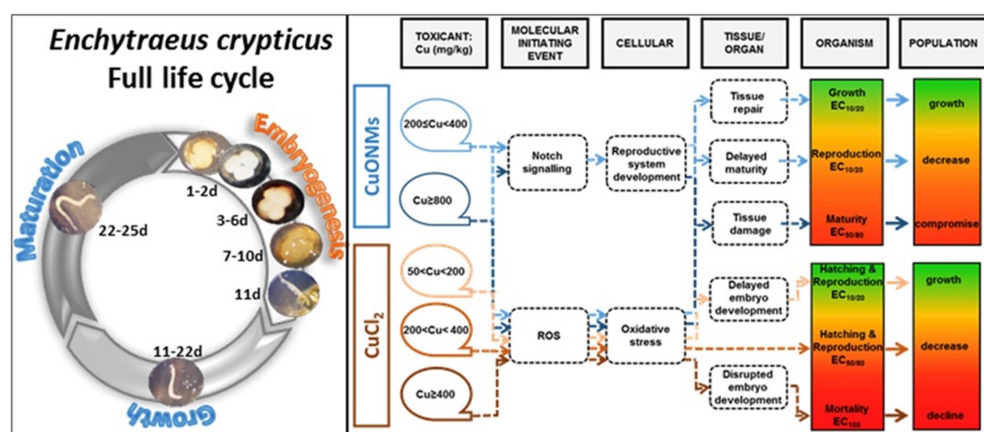 Enchytraeus crypticus
Full life cycle
Embryogenesis
Maturation
Growth
1-2d
3-6d
7-10d
11d
22-25d
11-22d
TOXICANT:
Cu (mg/kg)
MOLECULAR
INITIATING
EVENT
CELLULAR
TISSUE/
ORGAN
ORGANISM
POPULATION
CuONMs
200≤Cu<400
Cu≥800
Notch
signalling
Reproductive
system
development
Tissue
repair
Delayed
maturity
Tissue
damage
Growth
EC10/20
Reproduction
EC10/20
Maturity
EC50/80
growth
decrease
compromise
CuCl2
50<Cu<200
200<Cu<400
Cu≥400
ROS
Oxidative
stress
Delayed
embryo
development
Disrupted
embryo
development
Hatching &
Reproduction
EC10/20
Hatching &
Reproduction
EC50/80
Mortality
EC100
growth
decrease
decline